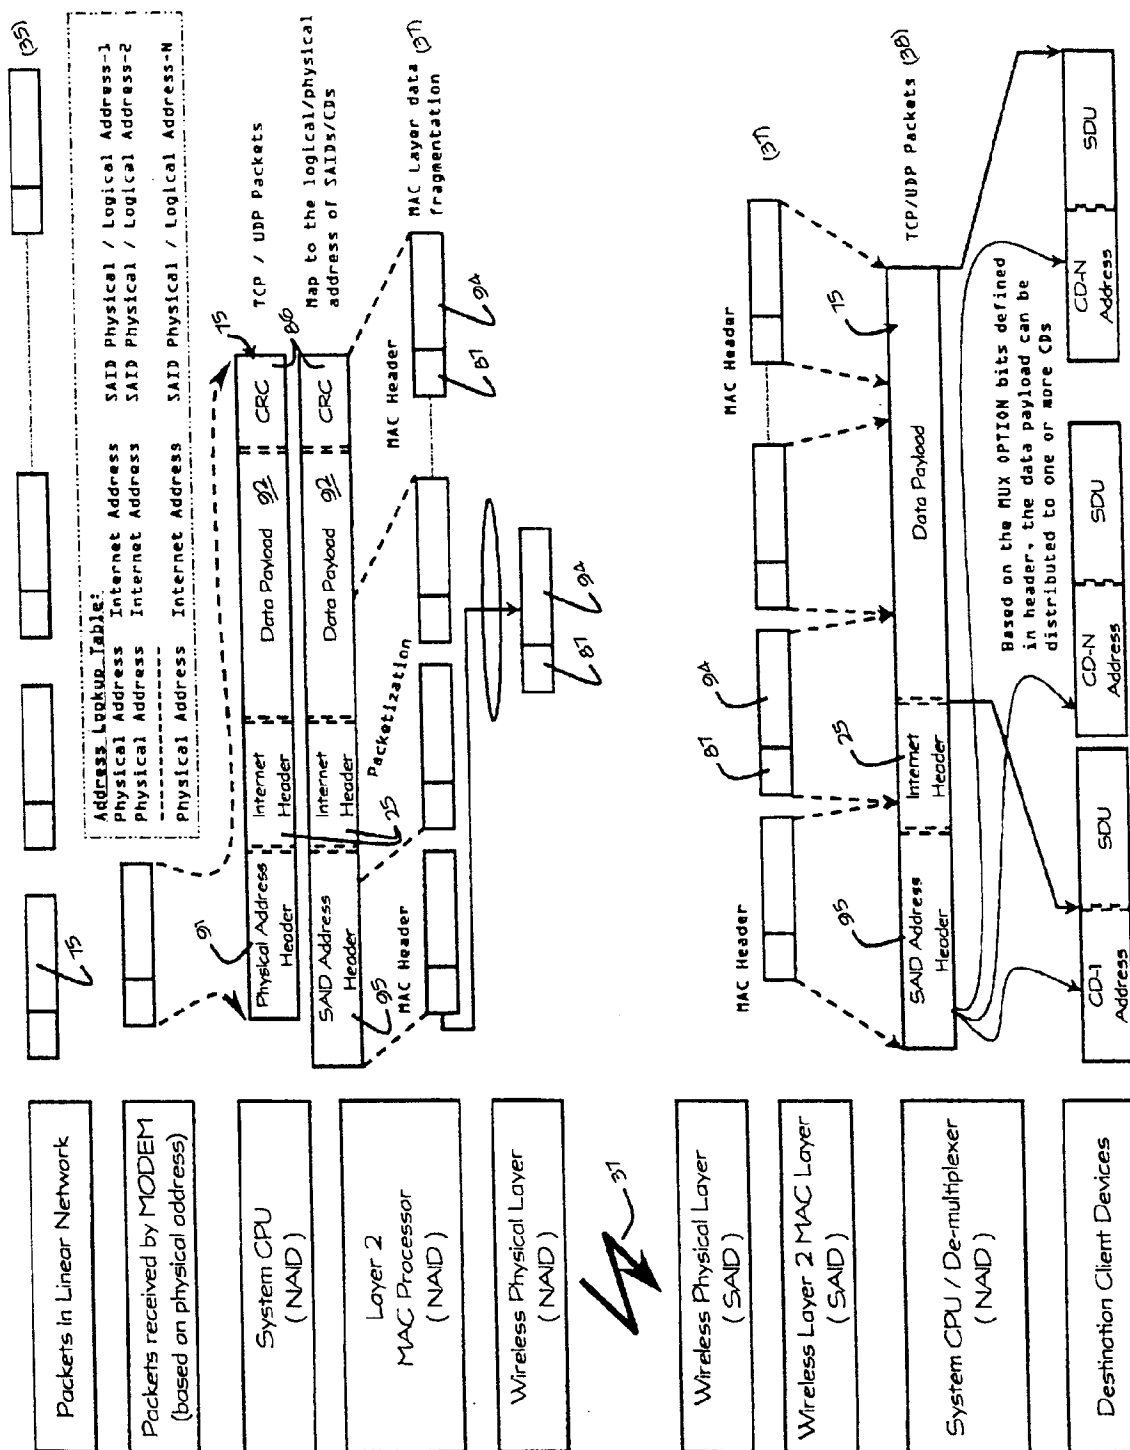 Packets in Linear Network
75
(35)
Packets received by MODEM
(based on physical address)
Address Lookup Table:
Physical Address Internet Address SAID Physical / Logical Address-1
Physical Address Internet Address SAID Physical / Logical Address-2
--------
Physical Address Internet Address SAID Physical / Logical Address-N
System CPU
( NAID )
91
Physical Address
Header
Internet
Header
Data Payload 92
CRC
75
TCP / UDP Packets
86
Layer 2
MAC Processor
( NAID )
SAID Address
Header
Internet
Header
Data Payload 92
CRC
Map to the logical/physical
address of SAIDs/CDs
95
25
Packetization
MAC Header
MAC Header
MAC Layer data (37)
fragmentation
87
94
Wireless Physical Layer
( NAID )
87
94
37
Wireless Physical Layer
( SAID )
MAC Header
MAC Header
(37)
87
94
Wireless Layer 2 MAC Layer
( SAID )
System CPU / De-multiplexer
( NAID )
95
SAID Address
Header
Internet
Header
25
Data Payload
75
TCP/UDP Packets (38)
Based on the MUX OPTION bits defined
in header, the data payload can be
distributed to one or more CDs
Destination Client Devices
CD-1
Address
SDU
CD-N
Address
SDU
CD-N
Address
SDU